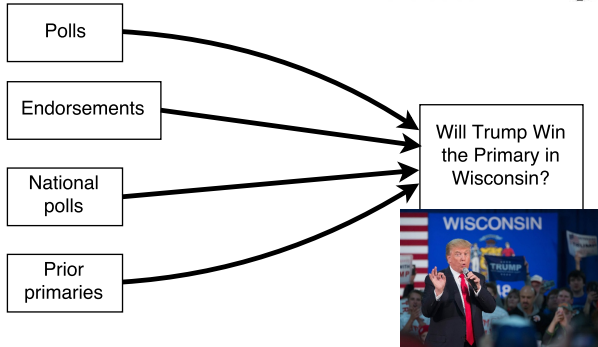 Polls
Endorsements
National
polls
Prior
primaries
Will Trump Win
the Primary in
Wisconsin?
WISCONSIN
TRUMP